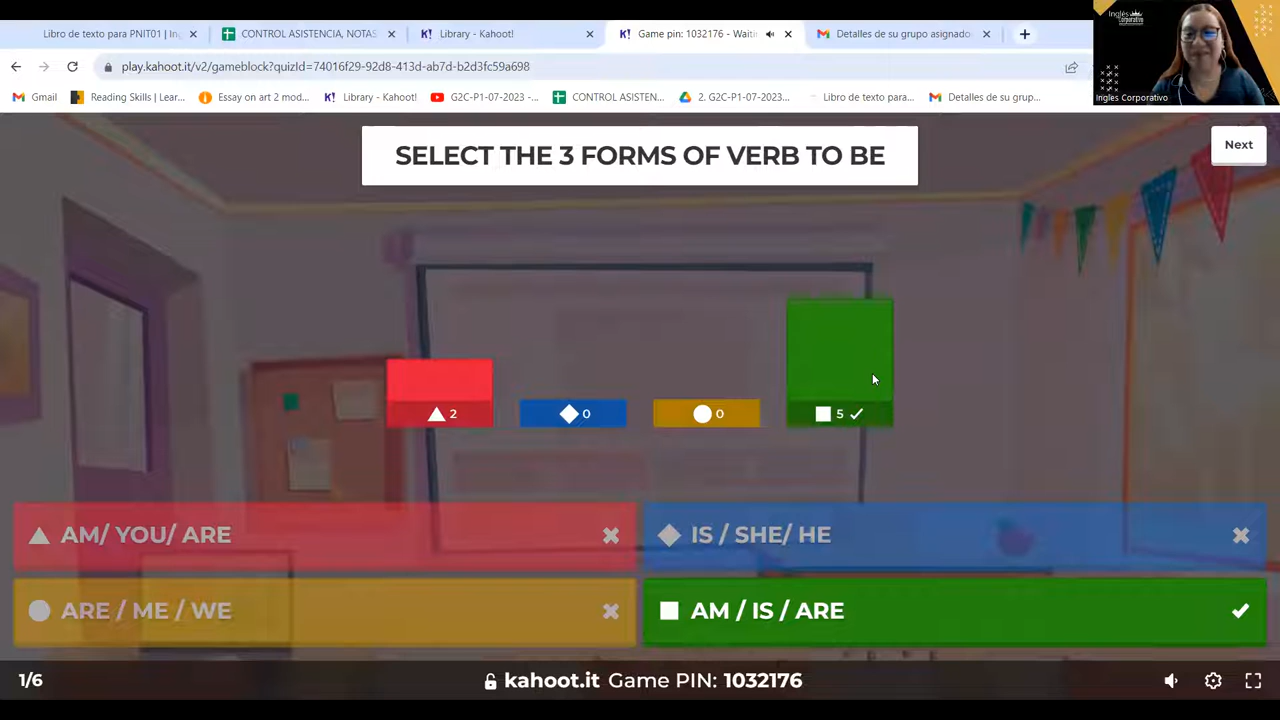 Libro de texto para PNIT01 | In
CONTROL ASISTENCIA, NOTAS
Library - Kahoot!
Game pin: 1032176 - Waiti
Detalles de su grupo asignado
Inglés
Corporativo
play.kahoot.it/v2/gameblock?quizId=74016f29-92d8-413d-ab7d-b2d3fc59a698
Gmail
Reading Skills | Lear...
Essay on art 2 mod...
Library - Kahoot!
G2C-P1-07-2023 -...
CONTROL ASISTEN...
2. G2C-P1-07-2023...
Libro de texto para...
Detalles de su grup...
Ingles Corporativo
SELECT THE 3 FORMS OF VERB TO BE
Next
2
0
0
5
AM/ YOU/ ARE
IS / SHE/ HE
ARE / ME / WE
AM / IS / ARE
1/6
kahoot.it Game PIN: 1032176